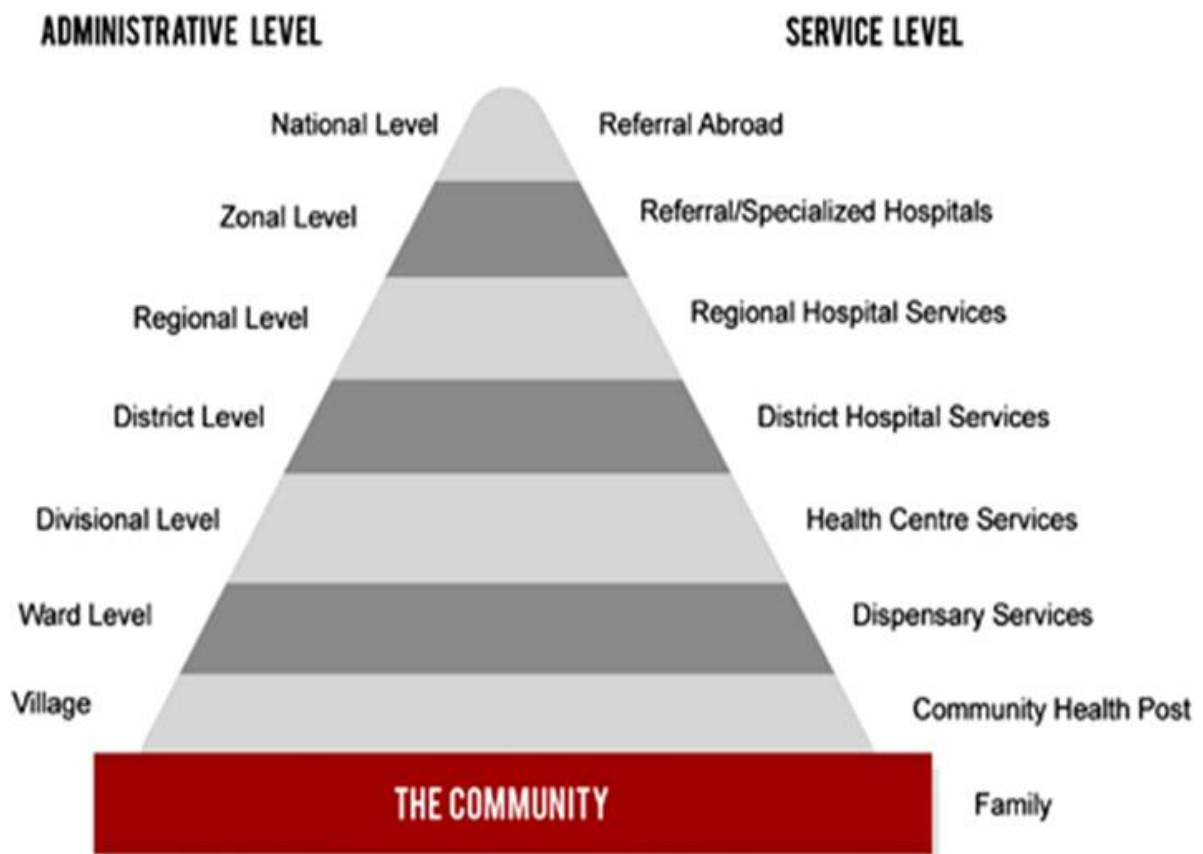 ADMINISTRATIVE LEVEL
SERVICE LEVEL
National Level
Referral Abroad
Zonal Level
Referral/Specialized Hospitals
Regional Level
Regional Hospital Services
District Level
District Hospital Services
Divisional Level
Health Centre Services
Ward Level
Dispensary Services
Village
Community Health Post
THE COMMUNITY
Family